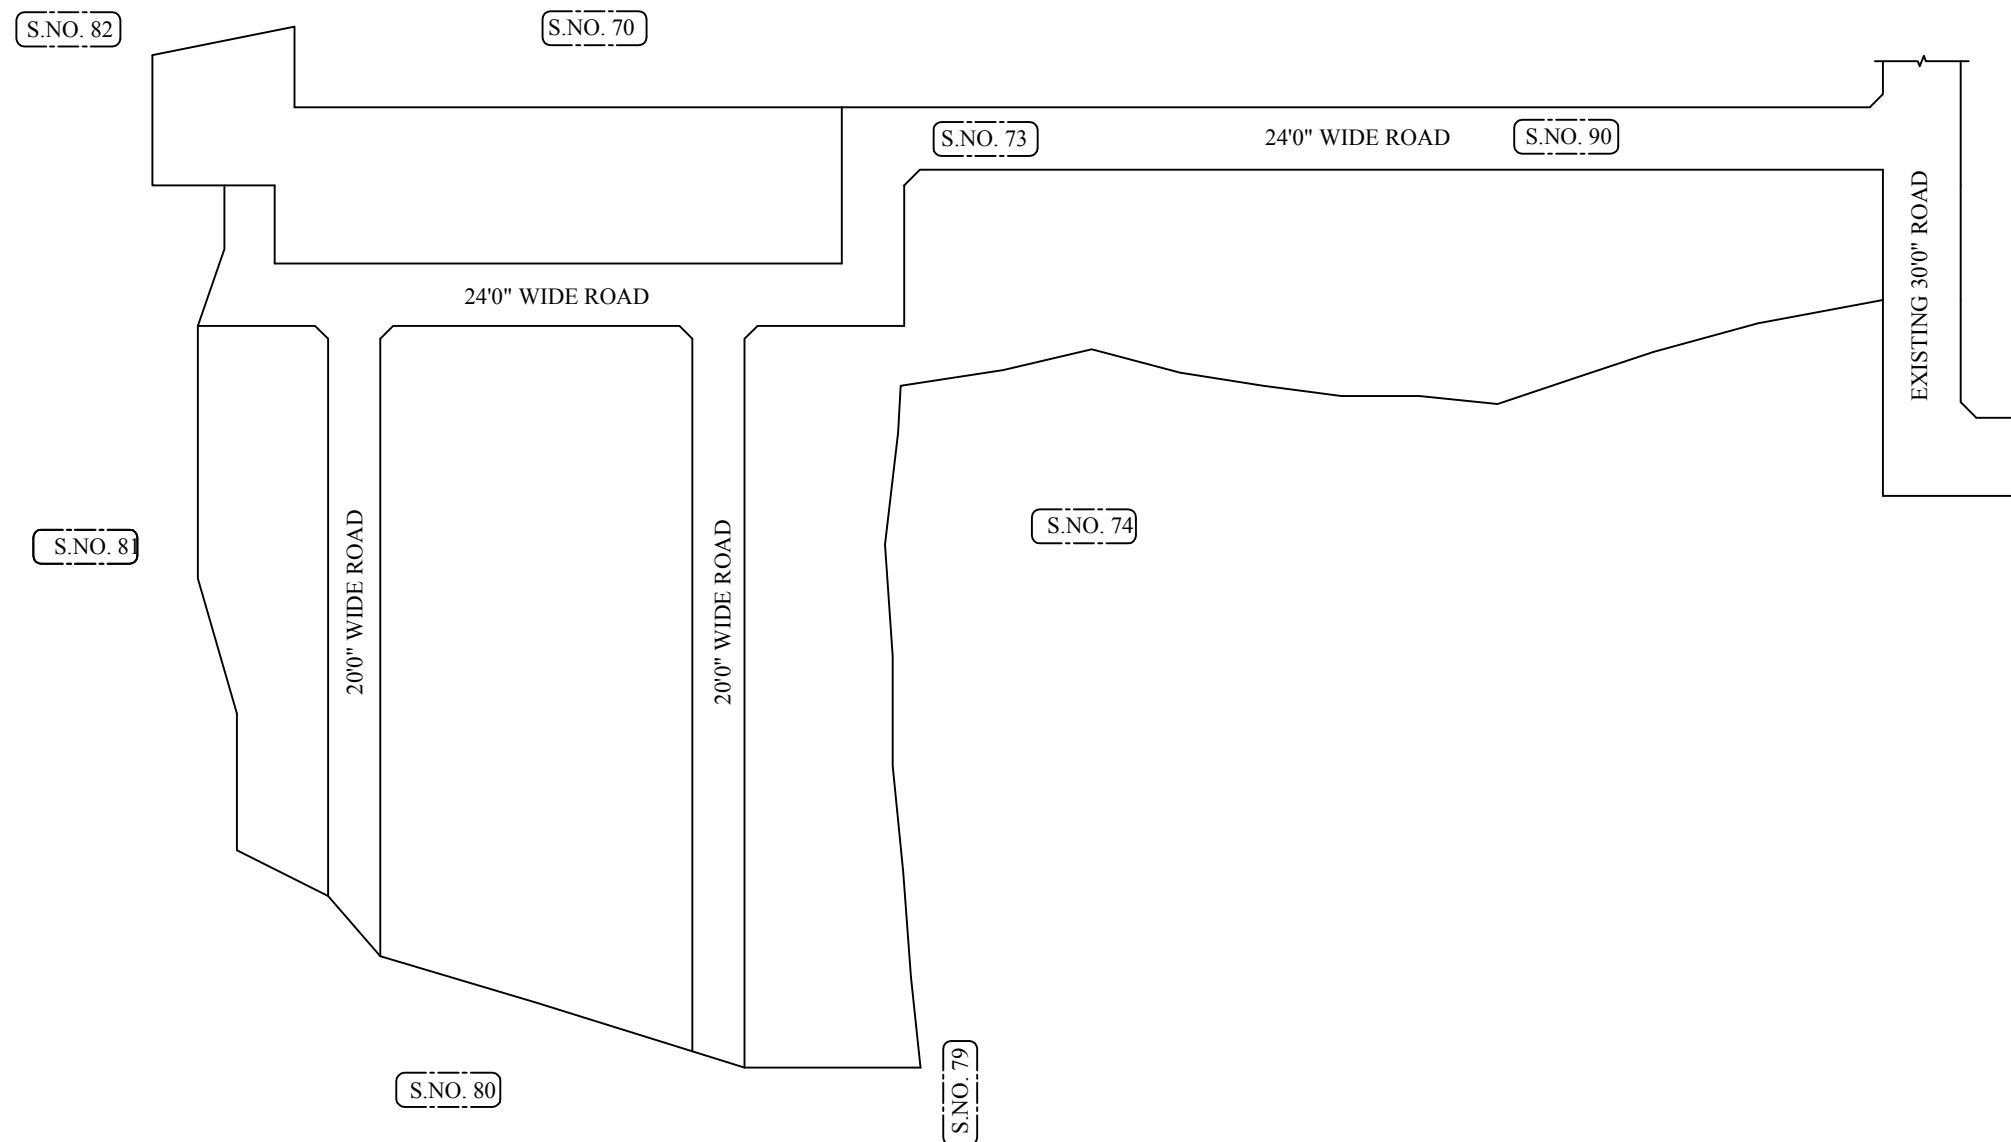 S.NO. 82
S.NO. 70
S.NO. 73
24'0" WIDE ROAD
S.NO. 90
EXISTING 30'0" ROAD
24'0" WIDE ROAD
S.NO. 81
20'0" WIDE ROAD
20'0" WIDE ROAD
S.NO. 74
S.NO. 80
S.NO. 79